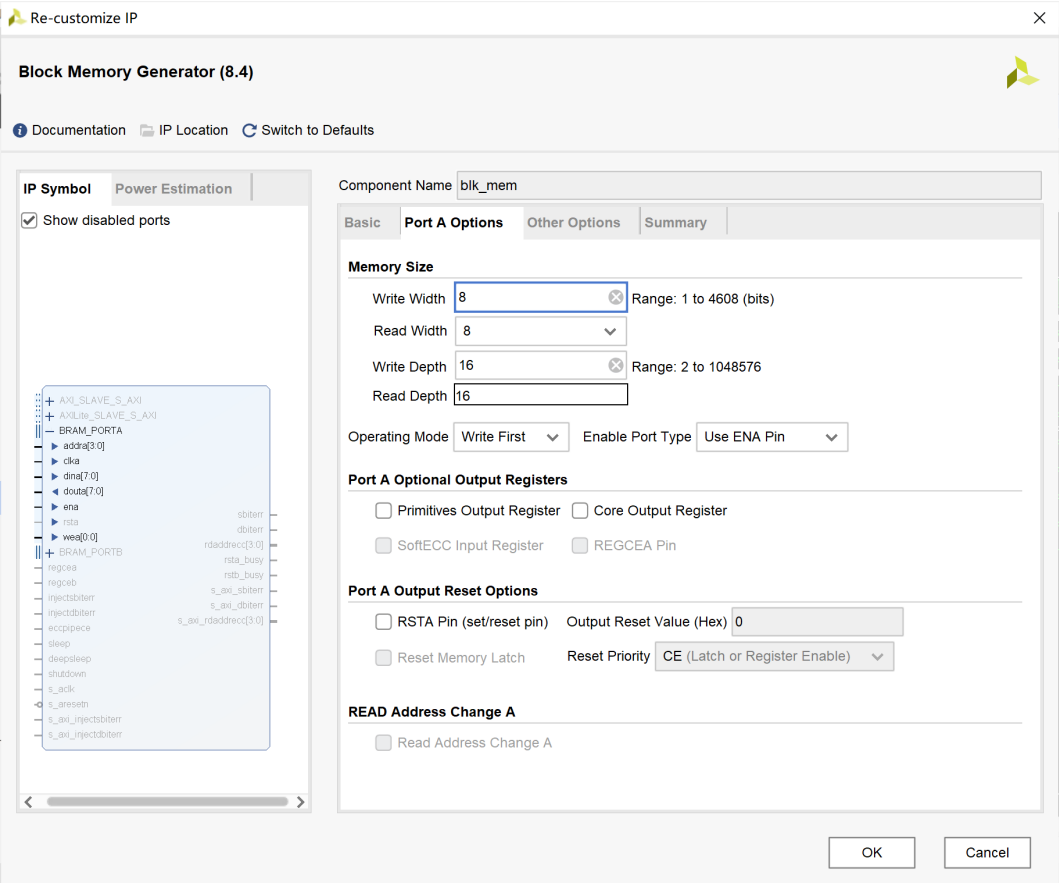 Re-customize IP
Block Memory Generator (8.4)
Documentation IP Location Switch to Defaults
IP Symbol Power Estimation
Show disabled ports
AXI_SLAVE_S_AXI
AXILite_SLAVE_S_AXI
BRAM_PORTA
addra[3:0]
clka
dina[7:0]
douta[7:0]
ena
rsta
wea[0:0]
BRAM_PORTB
regcea
regceb
injectsbiterr
injectdbiterr
eccpipece
sleep
deepsleep
shutdown
s_aclk
s_aresetn
s_axi_injectsbiterr
s_axi_injectdbiterr
sbiterr
dbiterr
rdaddrecc[3:0]
rsta_busy
rstb_busy
s_axi_sbiterr
s_axi_dbiterr
s_axi_rdaddrecc[3:0]
Component Name blk_mem
Basic Port A Options Other Options Summary
Memory Size
Write Width 8 Range: 1 to 4608 (bits)
Read Width 8
Write Depth 16 Range: 2 to 1048576
Read Depth 16
Operating Mode Write First Enable Port Type Use ENA Pin
Port A Optional Output Registers
Primitives Output Register Core Output Register
SoftECC Input Register REGCEA Pin
Port A Output Reset Options
RSTA Pin (set/reset pin) Output Reset Value (Hex) 0
Reset Memory Latch Reset Priority CE (Latch or Register Enable)
READ Address Change A
Read Address Change A
OK Cancel